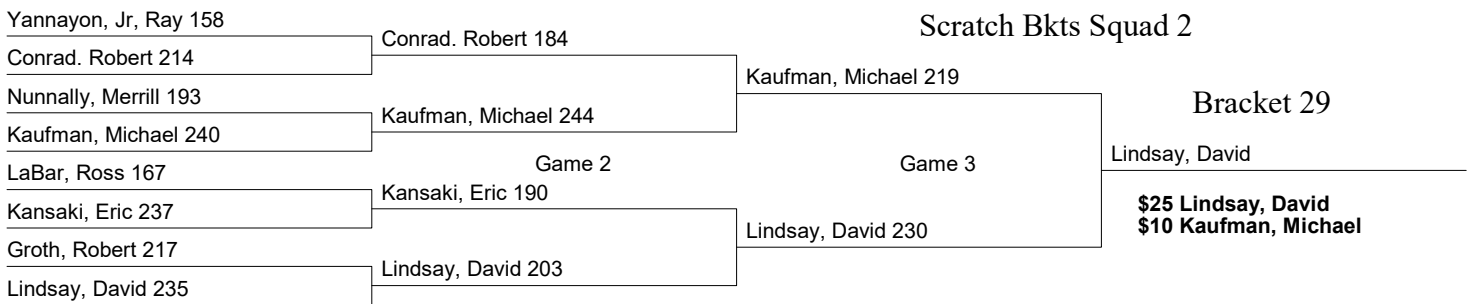 Scratch Bkts Squad 2
Bracket 29
Yannayon, Jr, Ray 158
Conrad. Robert 214
Nunnally, Merrill 193
Kaufman, Michael 240
LaBar, Ross 167
Kansaki, Eric 237
Groth, Robert 217
Lindsay, David 235
Conrad. Robert 184
Kaufman, Michael 244
Game 2
Kansaki, Eric 190
Lindsay, David 203
Kaufman, Michael 219
Game 3
Lindsay, David 230
Lindsay, David
$25 Lindsay, David
$10 Kaufman, Michael